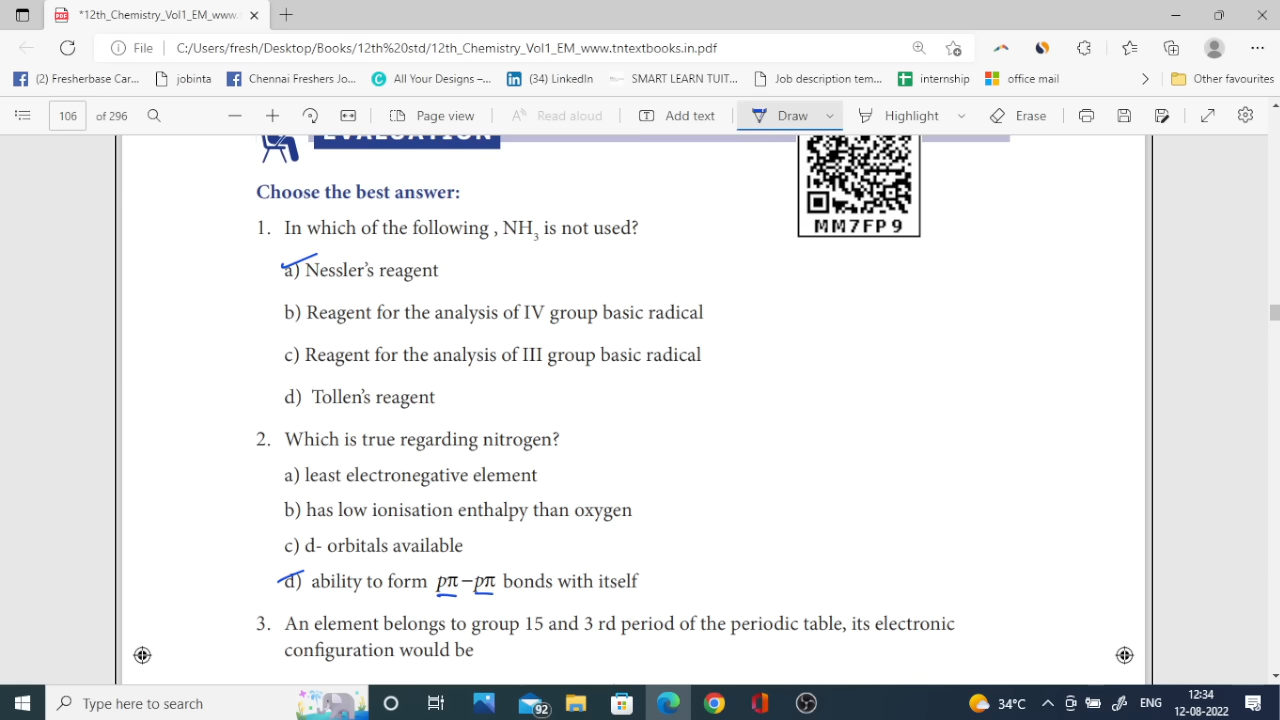 *12th_Chemistry_Vol1_EM_www.
File
C:/Users/fresh/Desktop/Books/12th%20std/12th_Chemistry_Vol1_EM_www.tntextbooks.in.pdf
(2) Fresherbase Car...
jobinta
Chennai Freshers Jo...
All Your Designs –...
(34) LinkedIn
SMART LEARN TUIT...
Job description tem...
internship
office mail
Other favourites
106 of 296
Page view
Read aloud
Add text
Draw
Highlight
Erase
EVALUATION
MM7FP9
Choose the best answer:
1. In which of the following , NH₃ is not used?
a) Nessler's reagent
b) Reagent for the analysis of IV group basic radical
c) Reagent for the analysis of III group basic radical
d) Tollen's reagent
2. Which is true regarding nitrogen?
a) least electronegative element
b) has low ionisation enthalpy than oxygen
c) d- orbitals available
d) ability to form pπ–pπ bonds with itself
3. An element belongs to group 15 and 3 rd period of the periodic table, its electronic
configuration would be
Type here to search
92
34°C
ENG
12:34
12-08-2022